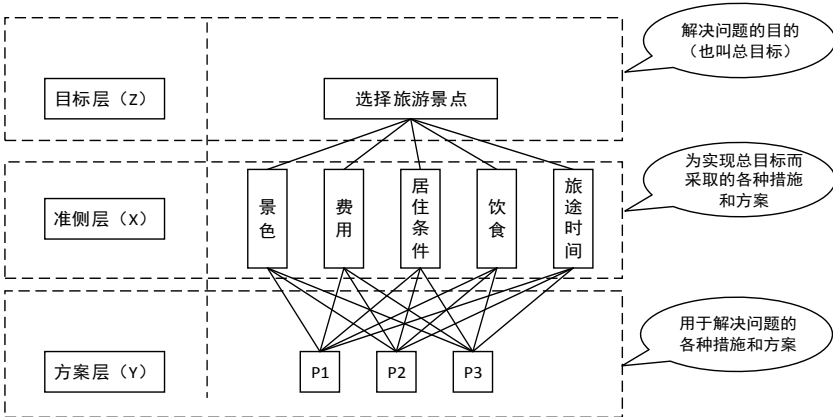 解决问题的目的
（也叫总目标）
目标层（Z）
选择旅游景点
为实现总目标而
采取的各种措施
和方案
准侧层（X）
景色
费用
居住条件
饮食
旅途时间
用于解决问题的
各种措施和方案
方案层（Y）
P1
P2
P3